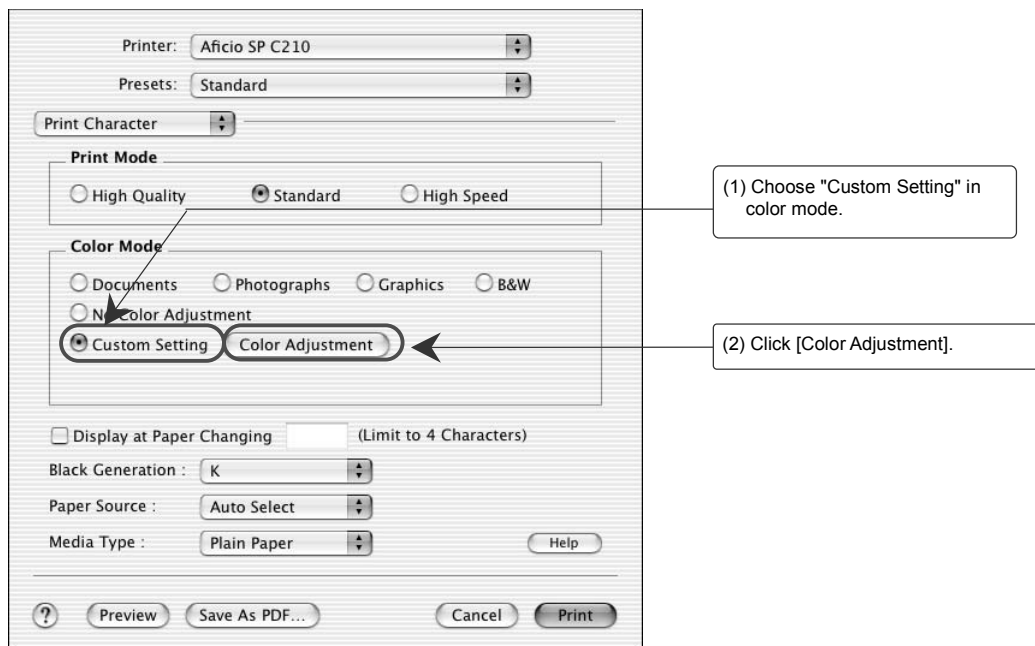 Printer: Aficio SP C210
Presets: Standard
Print Character
Print Mode
High Quality Standard High Speed
(1) Choose "Custom Setting" in
color mode.
Color Mode
Documents Photographs Graphics B&W
No Color Adjustment
Custom Setting Color Adjustment
(2) Click [Color Adjustment].
Display at Paper Changing (Limit to 4 Characters)
Black Generation : K
Paper Source : Auto Select
Media Type : Plain Paper Help
? Preview Save As PDF... Cancel Print